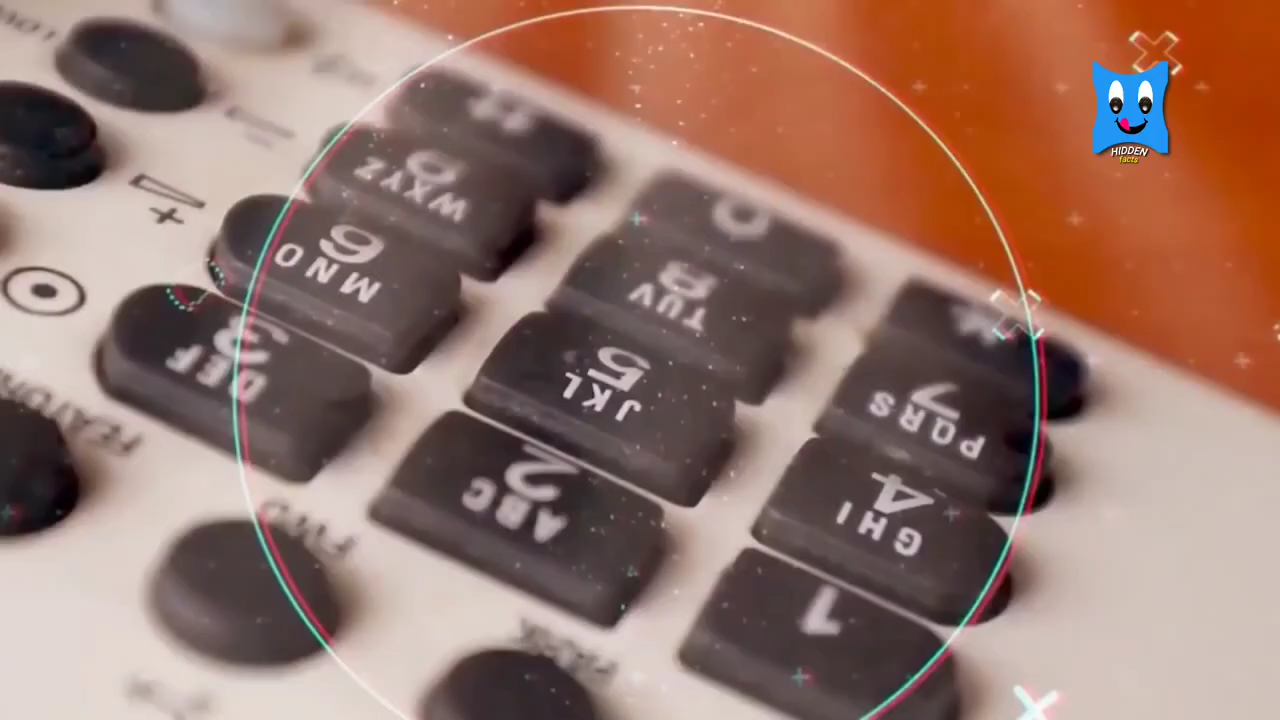 HIDDEN
facts
1
2
ABC
3
DEF
4
GHI
5
JKL
6
MNO
7
PQRS
8
TUV
9
WXYZ
*
0
#
FWD